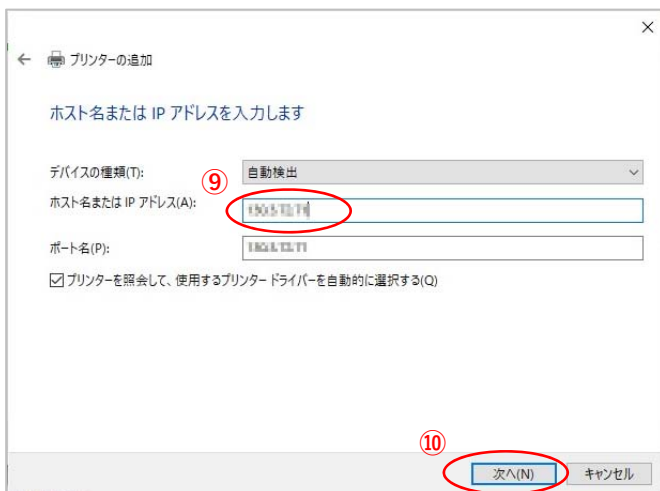 プリンターの追加
ホスト名または IP アドレスを入力します
デバイスの種類(T): 自動検出
⑨
ホスト名または IP アドレス(A):
ポート名(P):
プリンターを照会して、使用するプリンター ドライバーを自動的に選択する(Q)
⑩
次へ(N) キャンセル